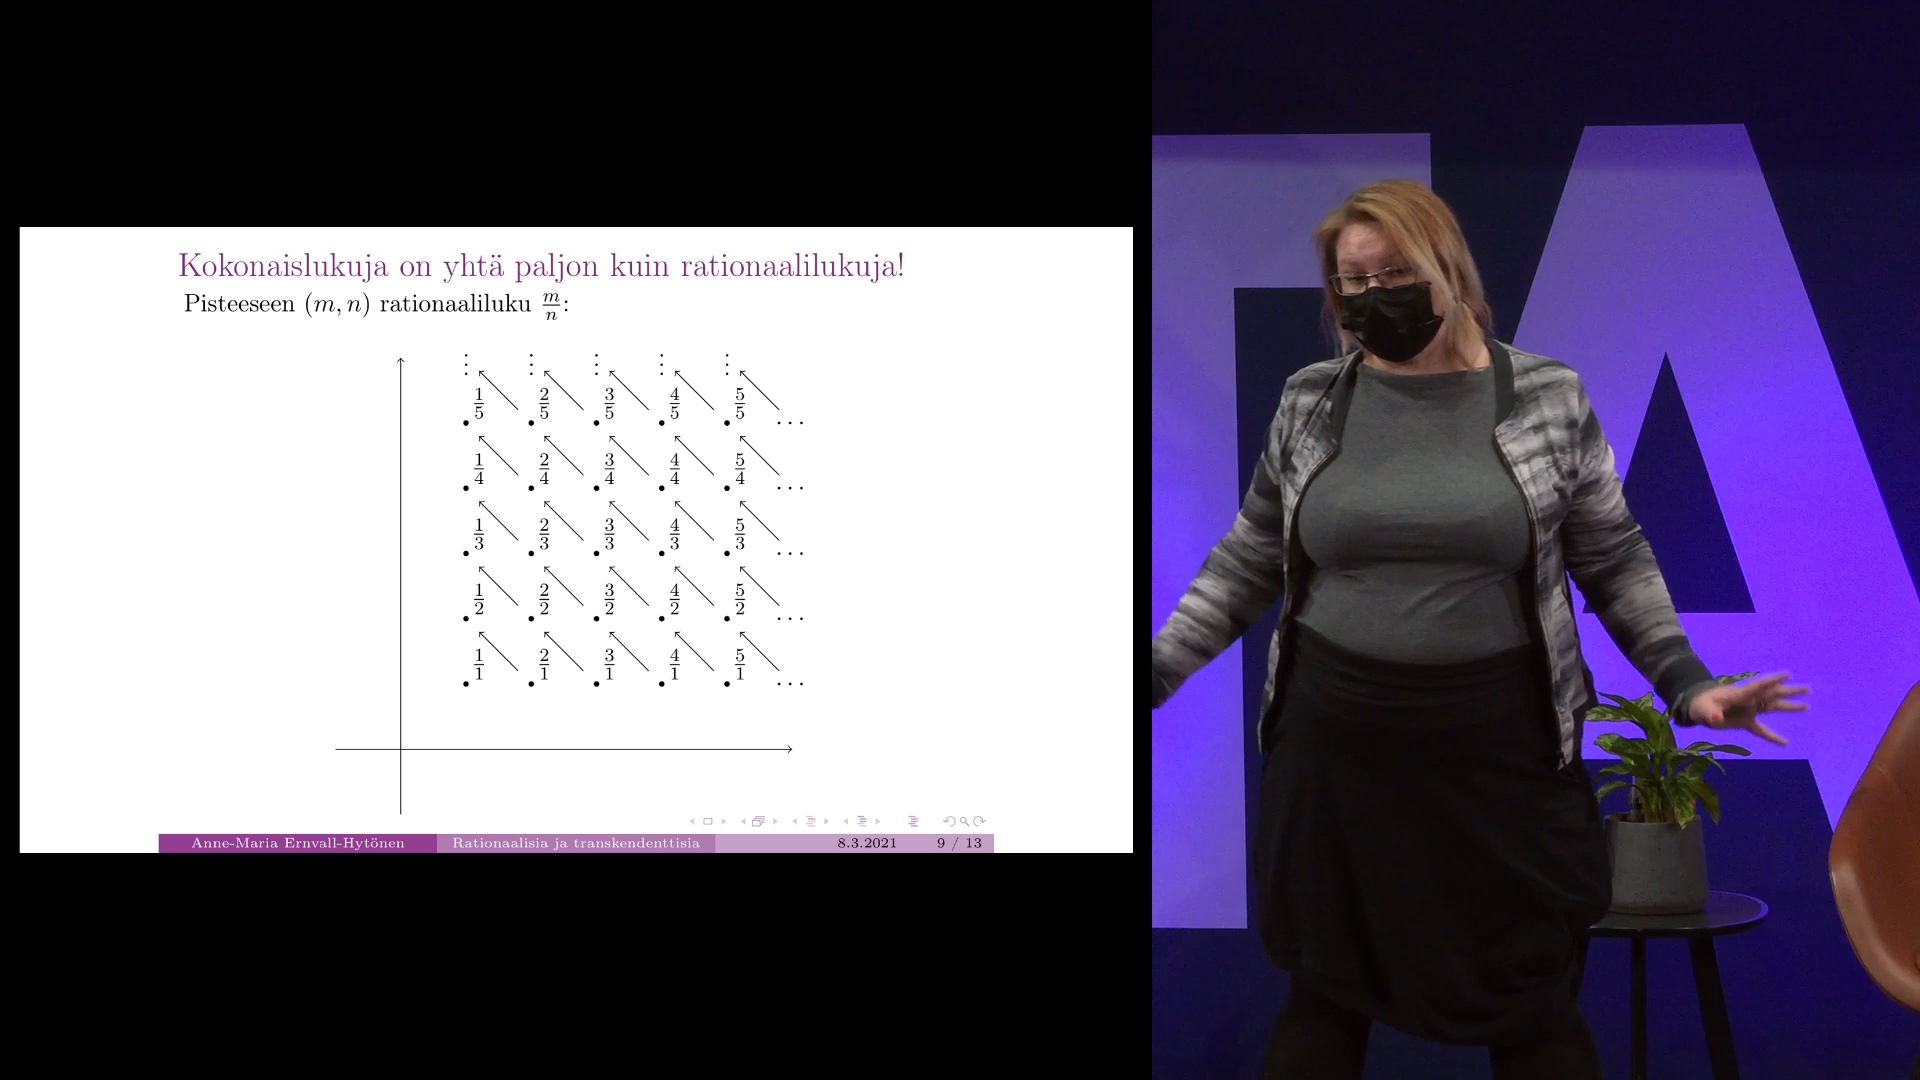 Kokonaislukuja on yhtä paljon kuin rationaalilukuja!
Pisteeseen (m, n) rationaaliluku m/n:
⋮ ⋮ ⋮ ⋮ ⋮
1/5 2/5 3/5 4/5 5/5 ...
1/4 2/4 3/4 4/4 5/4 ...
1/3 2/3 3/3 4/3 5/3 ...
1/2 2/2 3/2 4/2 5/2 ...
1/1 2/1 3/1 4/1 5/1 ...
Anne-Maria Ernvall-Hytönen Rationaalisia ja transkendenttisia 8.3.2021 9 / 13
TA